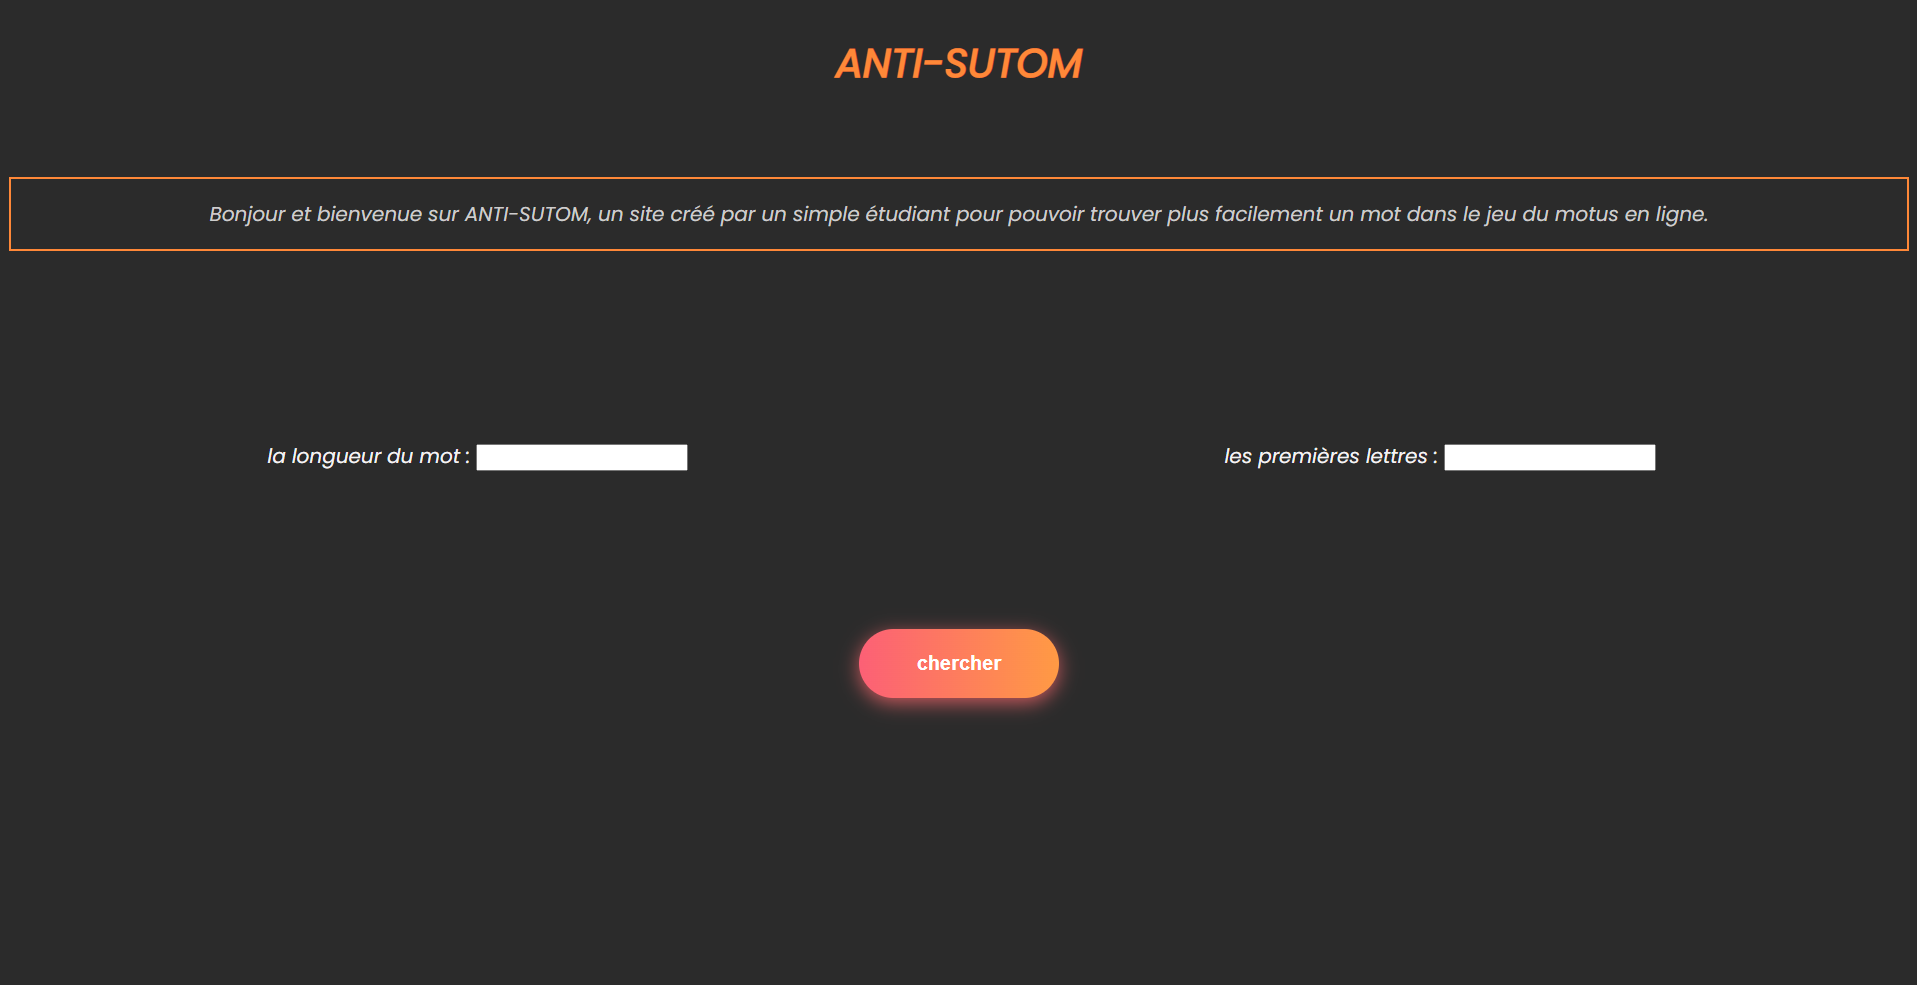 ANTI-SUTOM
Bonjour et bienvenue sur ANTI-SUTOM, un site créé par un simple étudiant pour pouvoir trouver plus facilement un mot dans le jeu du motus en ligne.
la longueur du mot :
les premières lettres :
chercher